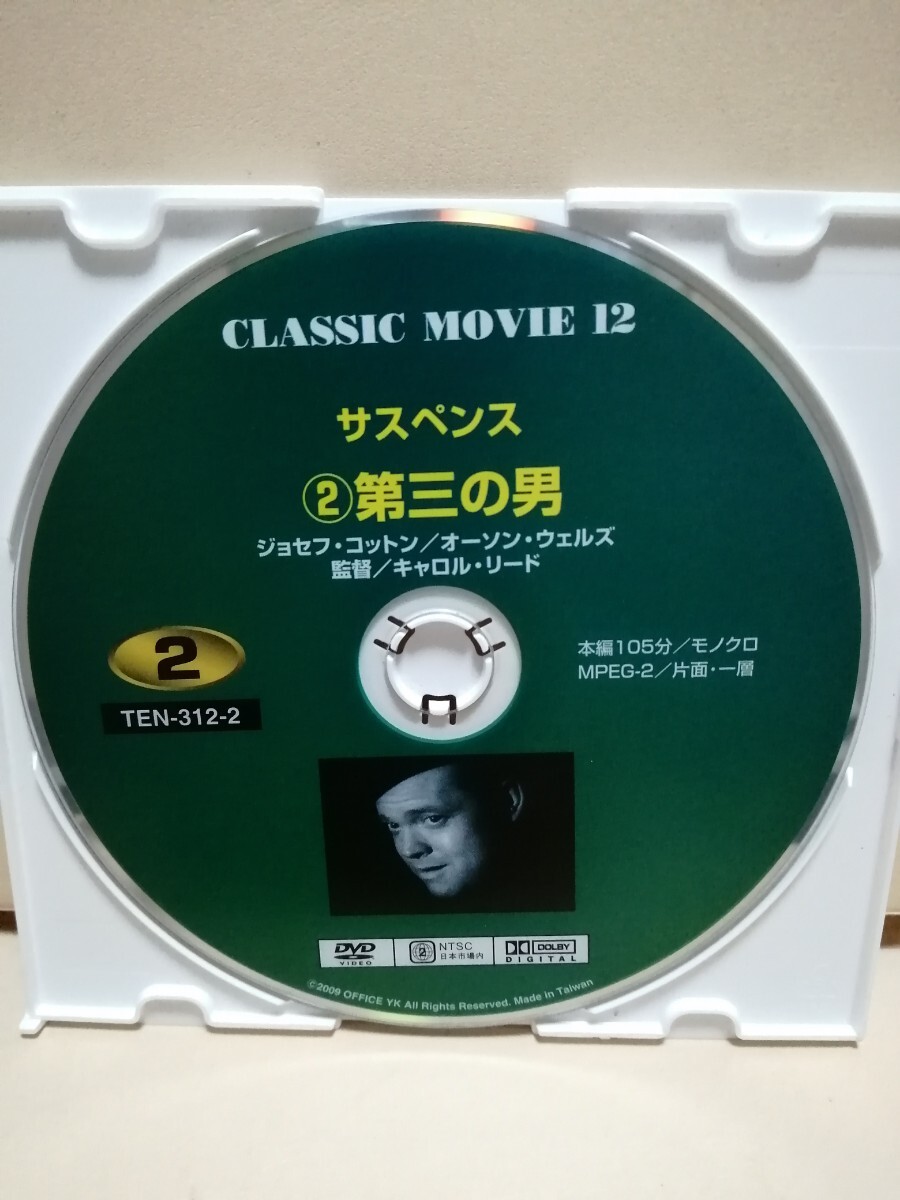 CLASSIC MOVIE 12
サスペンス
②第三の男
ジョセフ・コットン／オーソン・ウェルズ
監督／キャロル・リード
2
TEN-312-2
本編105分／モノクロ
MPEG-2／片面・一層
DVD
VIDEO
2
NTSC
日本市場内
DOLBY
DIGITAL
©2009 OFFICE YK All Rights Reserved. Made in Taiwan